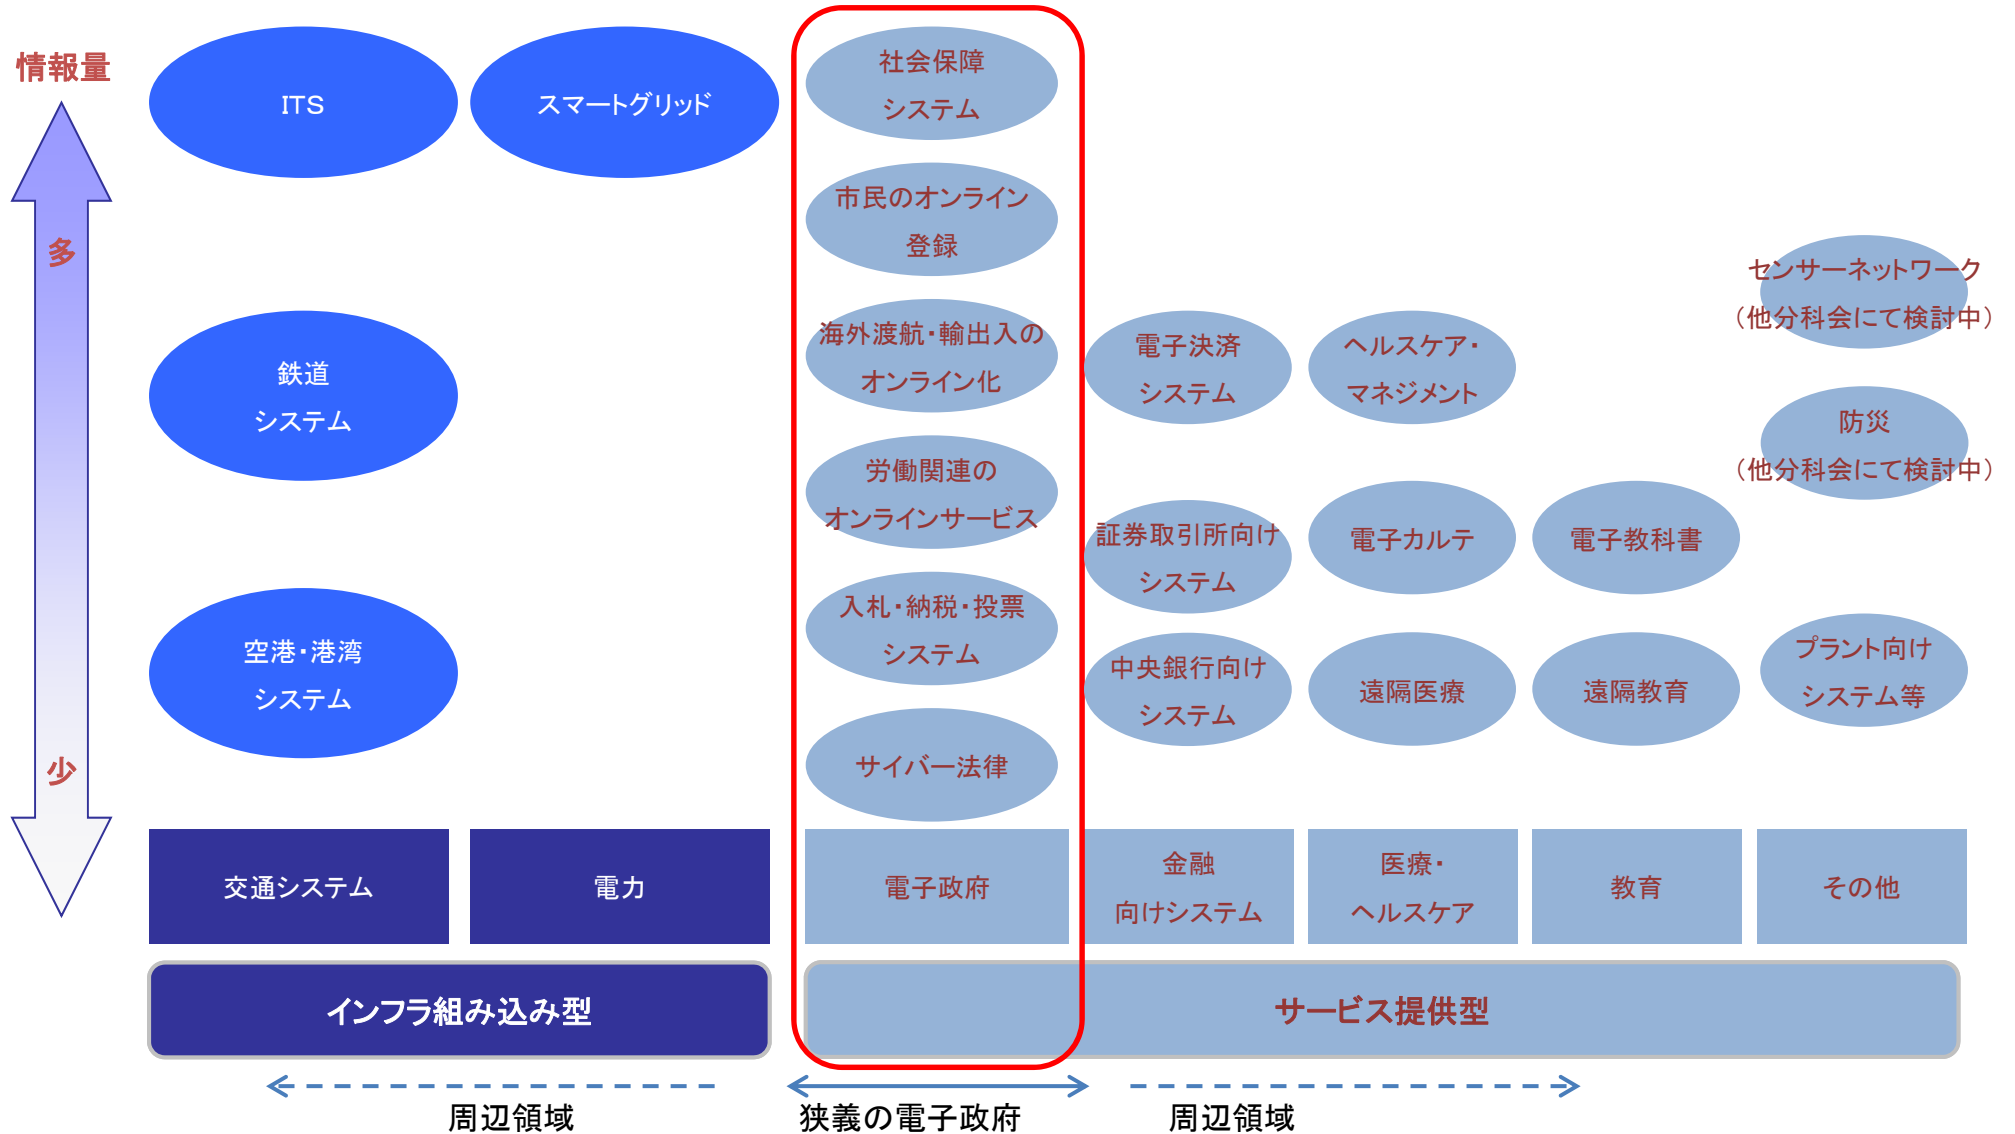 情報量
多
少
ITS
スマートグリッド
鉄道
システム
空港・港湾
システム
社会保障
システム
市民のオンライン
登録
海外渡航・輸出入の
オンライン化
労働関連の
オンラインサービス
入札・納税・投票
システム
サイバー法律
電子決済
システム
証券取引所向け
システム
中央銀行向け
システム
ヘルスケア・
マネジメント
電子カルテ
遠隔医療
電子教科書
遠隔教育
センサーネットワーク
（他分科会にて検討中）
防災
（他分科会にて検討中）
プラント向け
システム等
交通システム
電力
電子政府
金融
向けシステム
医療・
ヘルスケア
教育
その他
インフラ組み込み型
サービス提供型
周辺領域
狭義の電子政府
周辺領域